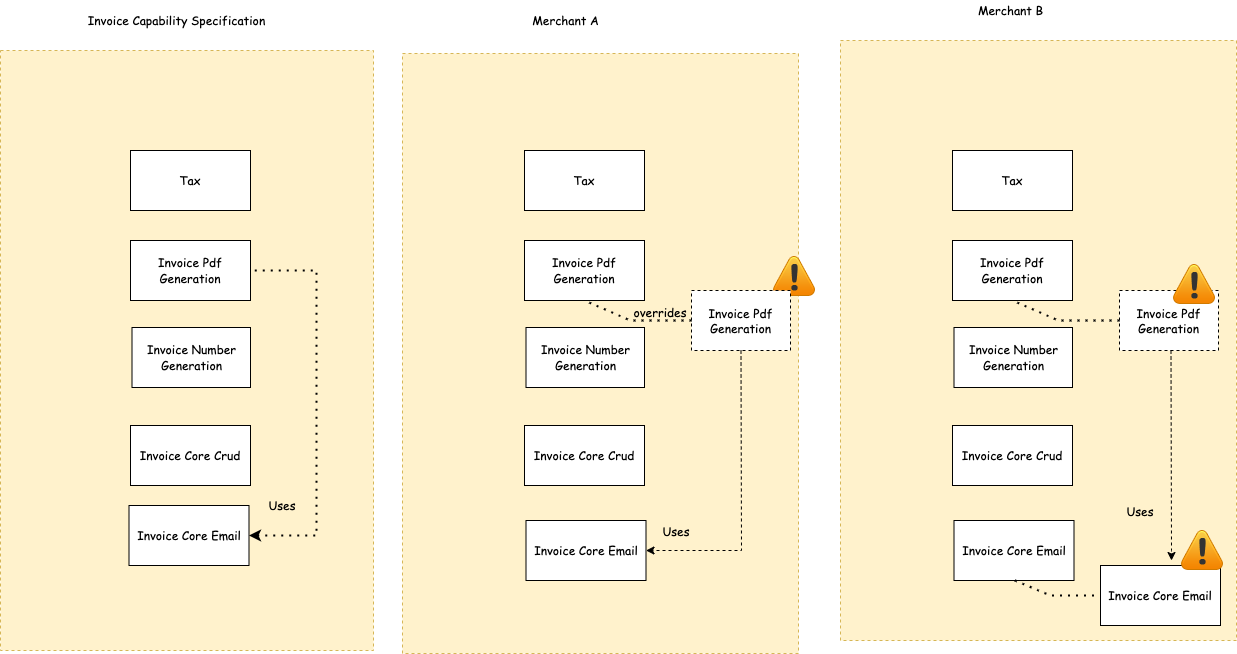 Invoice Capability Specification
Tax
Invoice Pdf
Generation
Invoice Number
Generation
Invoice Core Crud
Uses
Invoice Core Email
Merchant A
Tax
Invoice Pdf
Generation
overrides
Invoice Pdf
Generation
Invoice Number
Generation
Invoice Core Crud
Uses
Invoice Core Email
Merchant B
Tax
Invoice Pdf
Generation
Invoice Pdf
Generation
Invoice Number
Generation
Invoice Core Crud
Uses
Invoice Core Email
Invoice Core Email